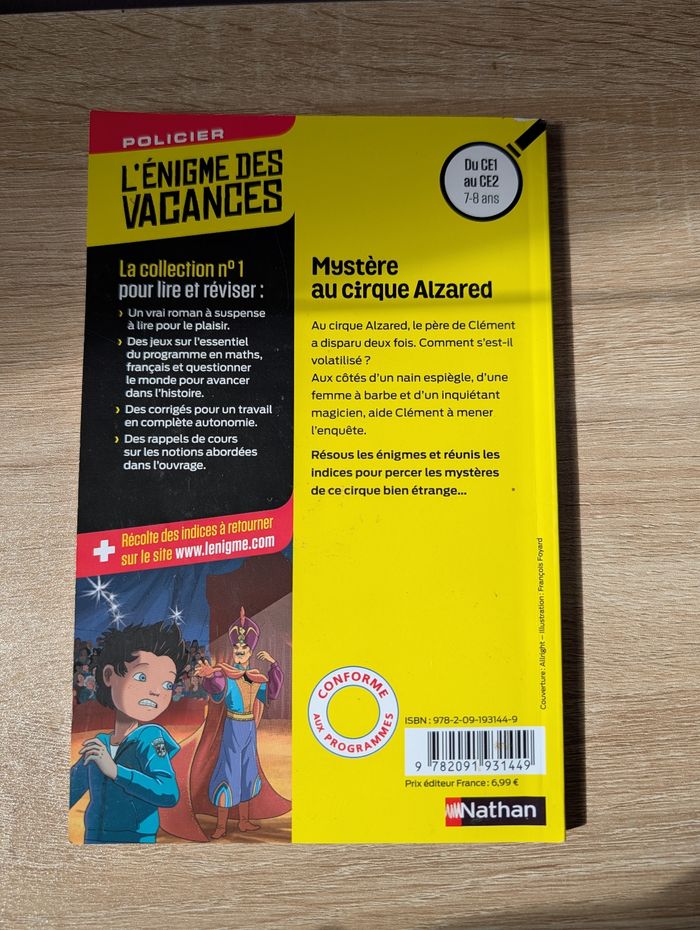 POLICIER
L'ÉNIGME DES
VACANCES
Du CE1
au CE2
7-8 ans
La collection nº 1
pour lire et réviser :
› Un vrai roman à suspense
à lire pour le plaisir.
› Des jeux sur l'essentiel
du programme en maths,
français et questionner
le monde pour avancer
dans l'histoire.
› Des corrigés pour un travail
en complète autonomie.
› Des rappels de cours
sur les notions abordées
dans l'ouvrage.
+ Récolte des indices à retourner
sur le site www.lenigme.com
Mystère
au cirque Alzared
Au cirque Alzared, le père de Clément
a disparu deux fois. Comment s'est-il
volatilisé ?
Aux côtés d'un nain espiègle, d'une
femme à barbe et d'un inquiétant
magicien, aide Clément à mener
l'enquête.
Résous les énigmes et réunis les
indices pour percer les mystères
de ce cirque bien étrange...
Couverture : Allright – Illustration : François Foyard
CONFORME
AUX PROGRAMMES
ISBN : 978-2-09-193144-9
9 782091 931449
Prix éditeur France : 6,99 €
Nathan